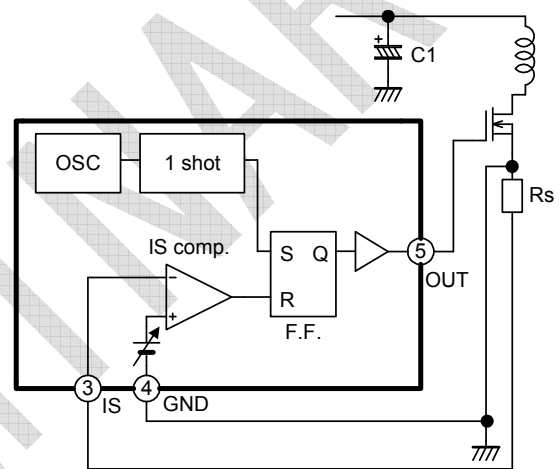 +
C1
OSC
1 shot
Rs
IS comp.
S Q
5
OUT
−
R
+
F.F.
3
4
IS
GND